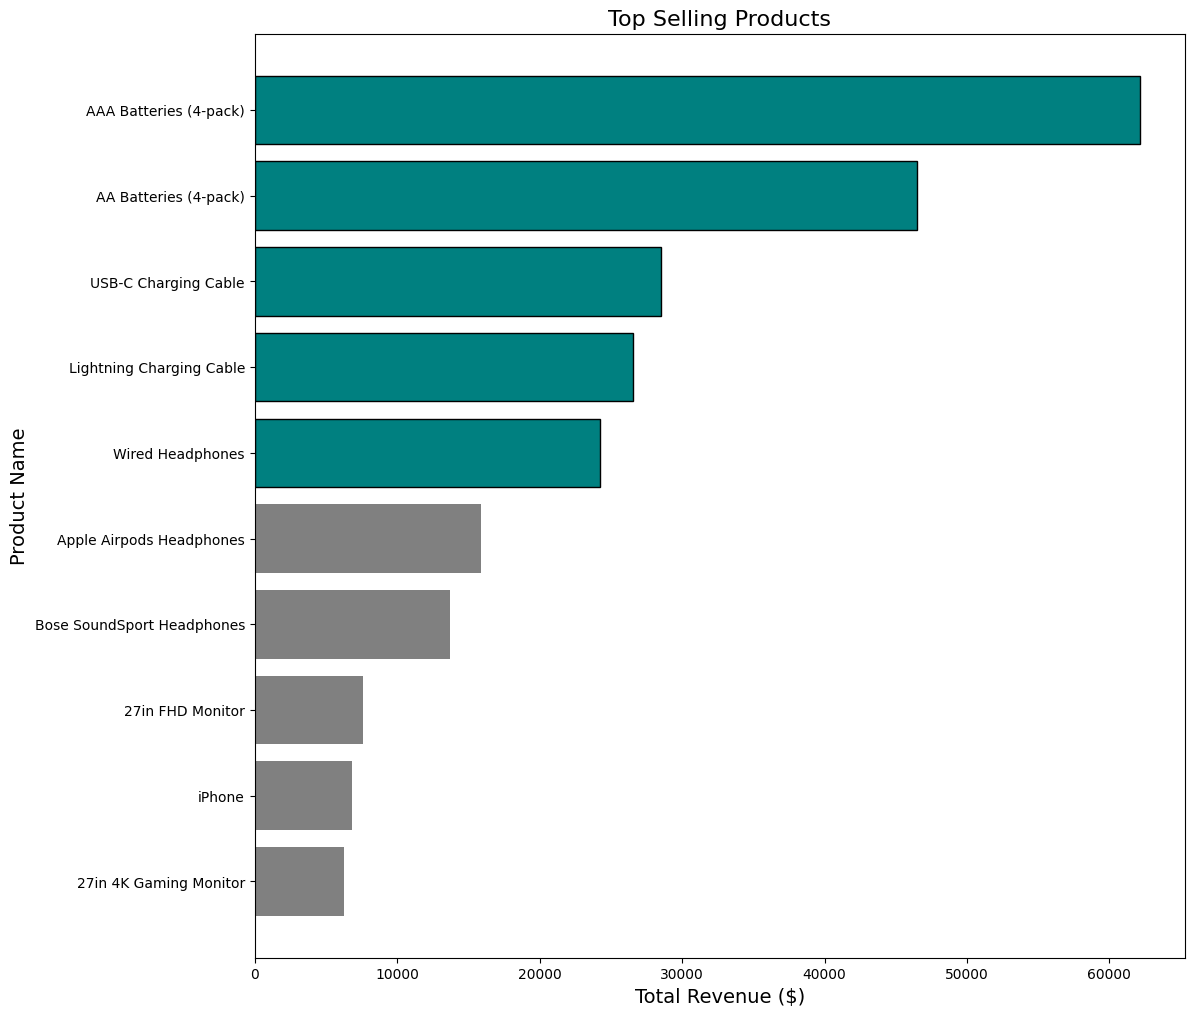 Top Selling Products
Product Name
AAA Batteries (4-pack)
AA Batteries (4-pack)
USB-C Charging Cable
Lightning Charging Cable
Wired Headphones
Apple Airpods Headphones
Bose SoundSport Headphones
27in FHD Monitor
iPhone
27in 4K Gaming Monitor
0 10000 20000 30000 40000 50000 60000
Total Revenue ($)